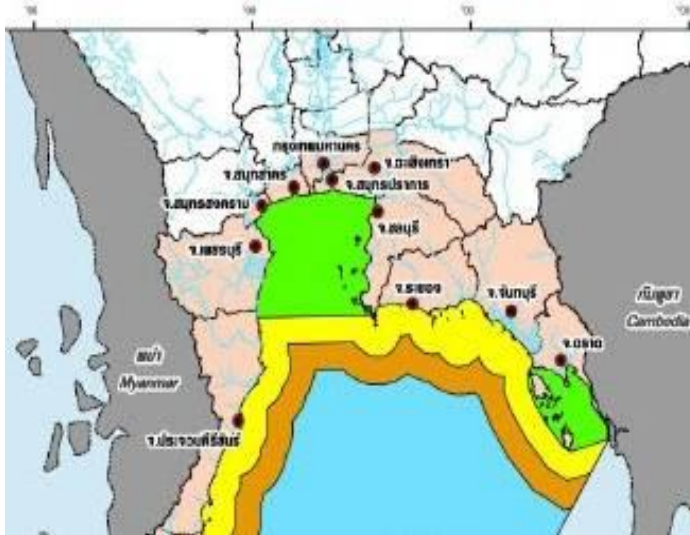 กรุงเทพมหานคร
จ.ฉะเชิงเทรา
จ.สมุทรสาคร
จ.สมุทรปราการ
จ.สมุทรสงคราม
จ.ชลบุรี
จ.เพชรบุรี
จ.ระยอง
จ.จันทบุรี
กัมพูชา
Cambodia
จ.ตราด
พม่า
Myanmar
จ.ประจวบคีรีขันธ์